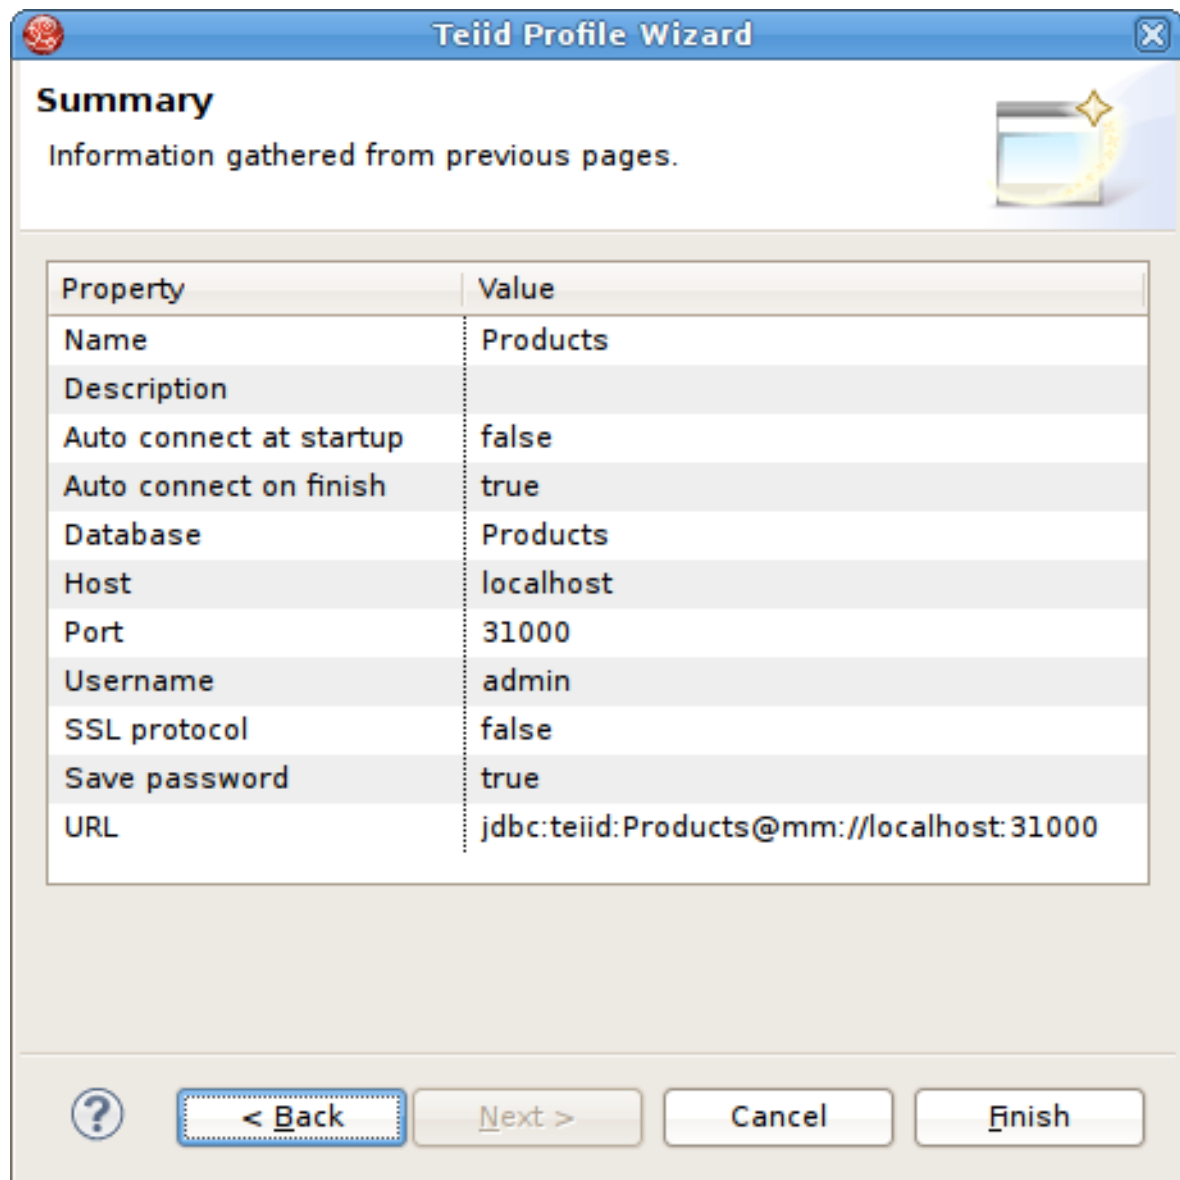 Teiid Profile Wizard
Summary
Information gathered from previous pages.
Property Value
Name Products
Description
Auto connect at startup false
Auto connect on finish true
Database Products
Host localhost
Port 31000
Username admin
SSL protocol false
Save password true
URL jdbc:teiid:Products@mm://localhost:31000
? < Back Next > Cancel Finish